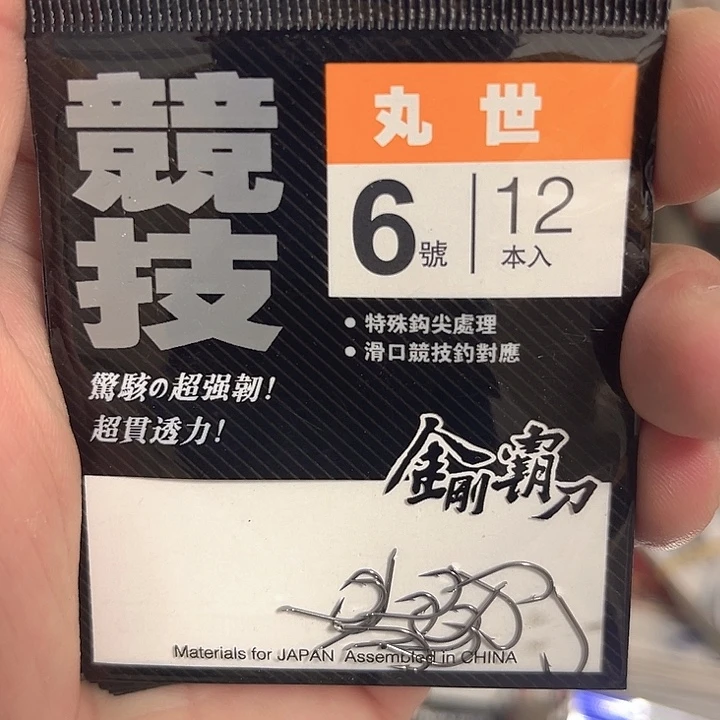 競
技
丸世
6號 12
本入
● 特殊鈎尖處理
● 滑口競技釣對應
驚駭の超强韌!
超貫透力!
金剛霸刀
Materials for JAPAN Assembled in CHINA